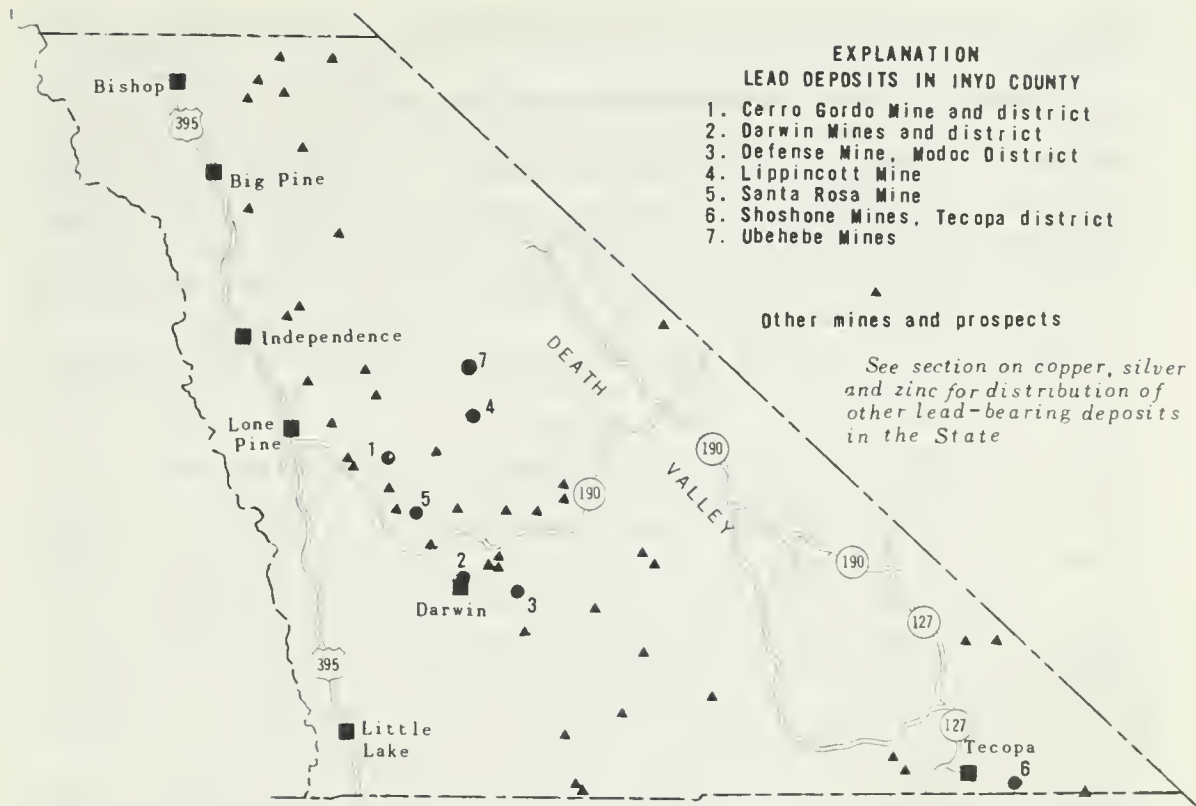 EXPLANATION
LEAD DEPOSITS IN INYO COUNTY
1. Cerro Gordo Mine and district
2. Darwin Mines and district
3. Defense Mine, Modoc District
4. Lippincott Mine
5. Santa Rosa Mine
6. Shoshone Mines, Tecopa district
7. Ubehebe Mines
Other mines and prospects
See section on copper, silver
and zinc for distribution of
other lead-bearing deposits
in the State
Bishop
395
Big Pine
Independence
DEATH
7
4
Lone
Pine
1
190
VALLEY
190
5
190
2
Darwin
3
127
395
Little
Lake
127
Tecopa
6